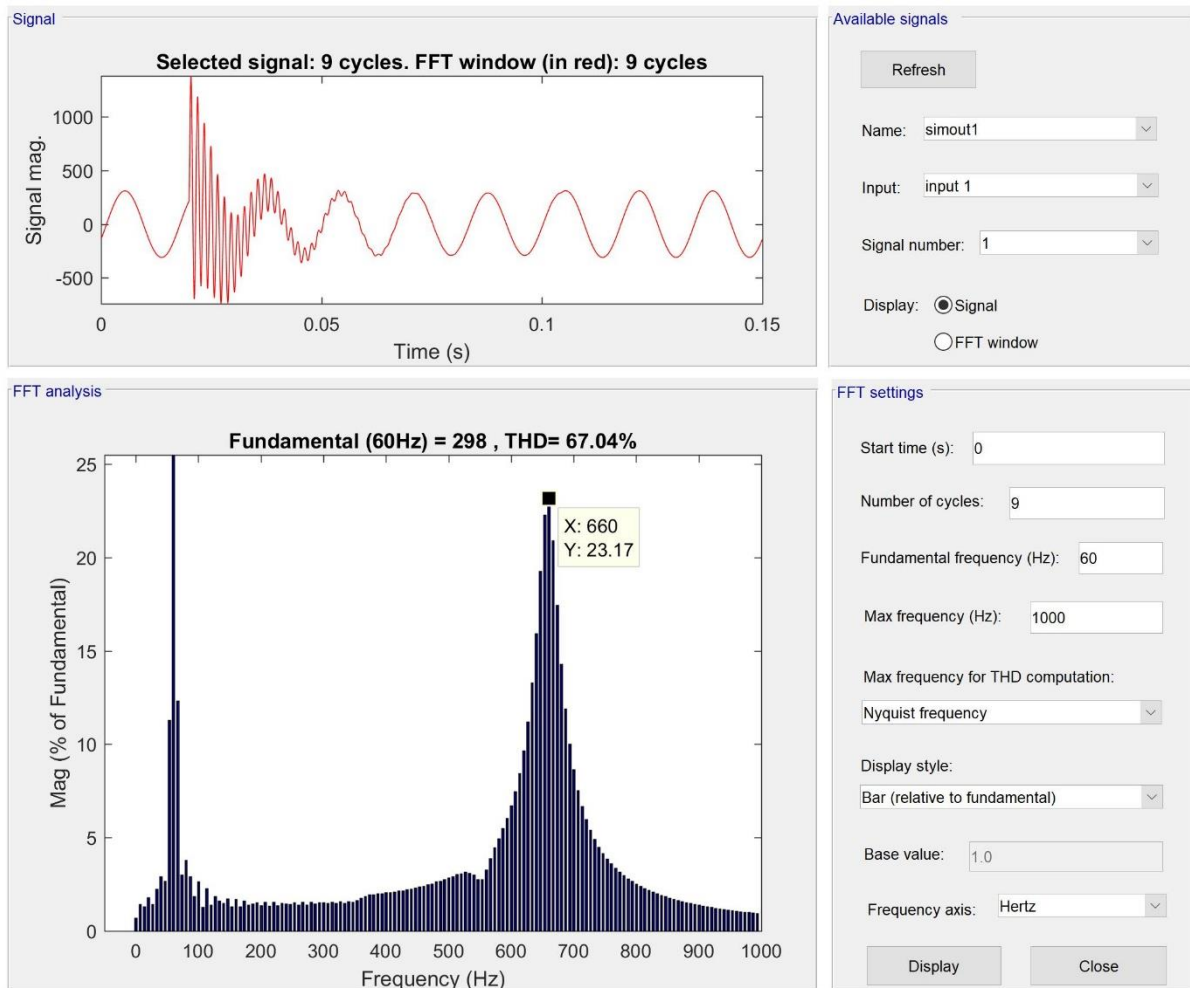 Signal
Selected signal: 9 cycles. FFT window (in red): 9 cycles
1000
500
0
-500
Signal mag.
0 0.05 0.1 0.15
Time (s)
Available signals
Refresh
Name: simout1
Input: input 1
Signal number: 1
Display: Signal
FFT window
FFT analysis
Fundamental (60Hz) = 298 , THD= 67.04%
25
20
15
10
5
0
Mag (% of Fundamental)
X: 660
Y: 23.17
0 100 200 300 400 500 600 700 800 900 1000
Frequency (Hz)
FFT settings
Start time (s): 0
Number of cycles: 9
Fundamental frequency (Hz): 60
Max frequency (Hz): 1000
Max frequency for THD computation:
Nyquist frequency
Display style:
Bar (relative to fundamental)
Base value: 1.0
Frequency axis: Hertz
Display Close